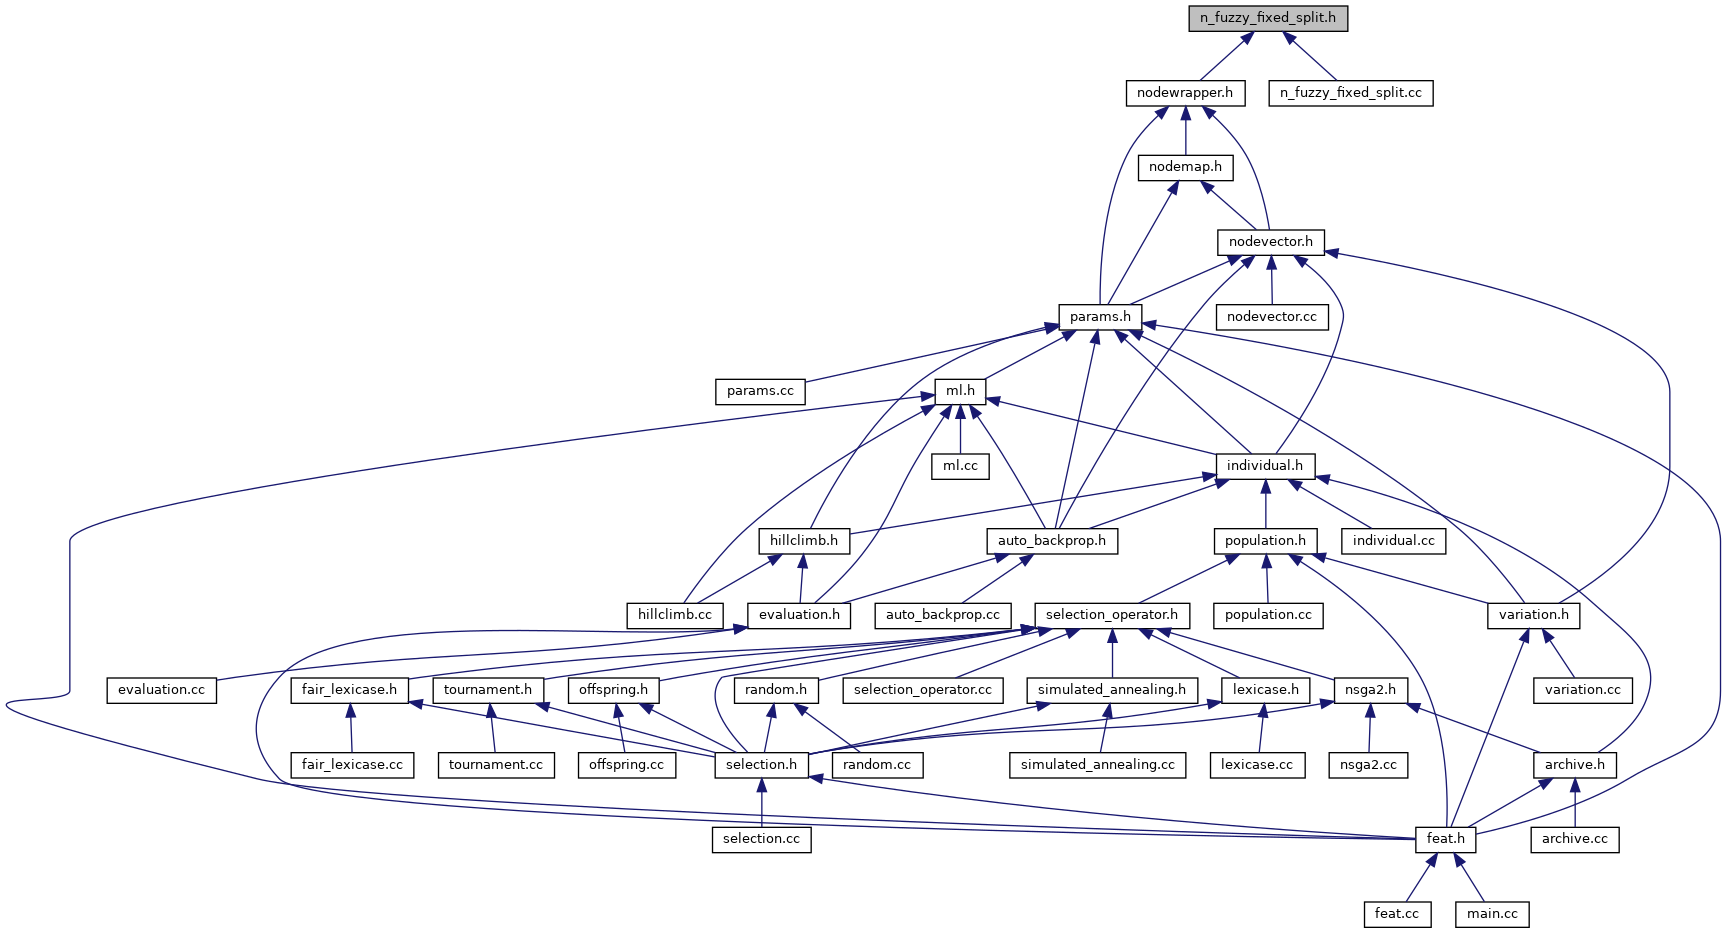 n_fuzzy_fixed_split.h
nodewrapper.h
n_fuzzy_fixed_split.cc
nodemap.h
nodevector.h
params.h
nodevector.cc
params.cc
ml.h
ml.cc
individual.h
hillclimb.h
auto_backprop.h
population.h
individual.cc
hillclimb.cc
evaluation.h
auto_backprop.cc
selection_operator.h
population.cc
variation.h
evaluation.cc
fair_lexicase.h
tournament.h
offspring.h
random.h
selection_operator.cc
simulated_annealing.h
lexicase.h
nsga2.h
variation.cc
fair_lexicase.cc
tournament.cc
offspring.cc
selection.h
random.cc
simulated_annealing.cc
lexicase.cc
nsga2.cc
archive.h
selection.cc
feat.h
archive.cc
feat.cc
main.cc